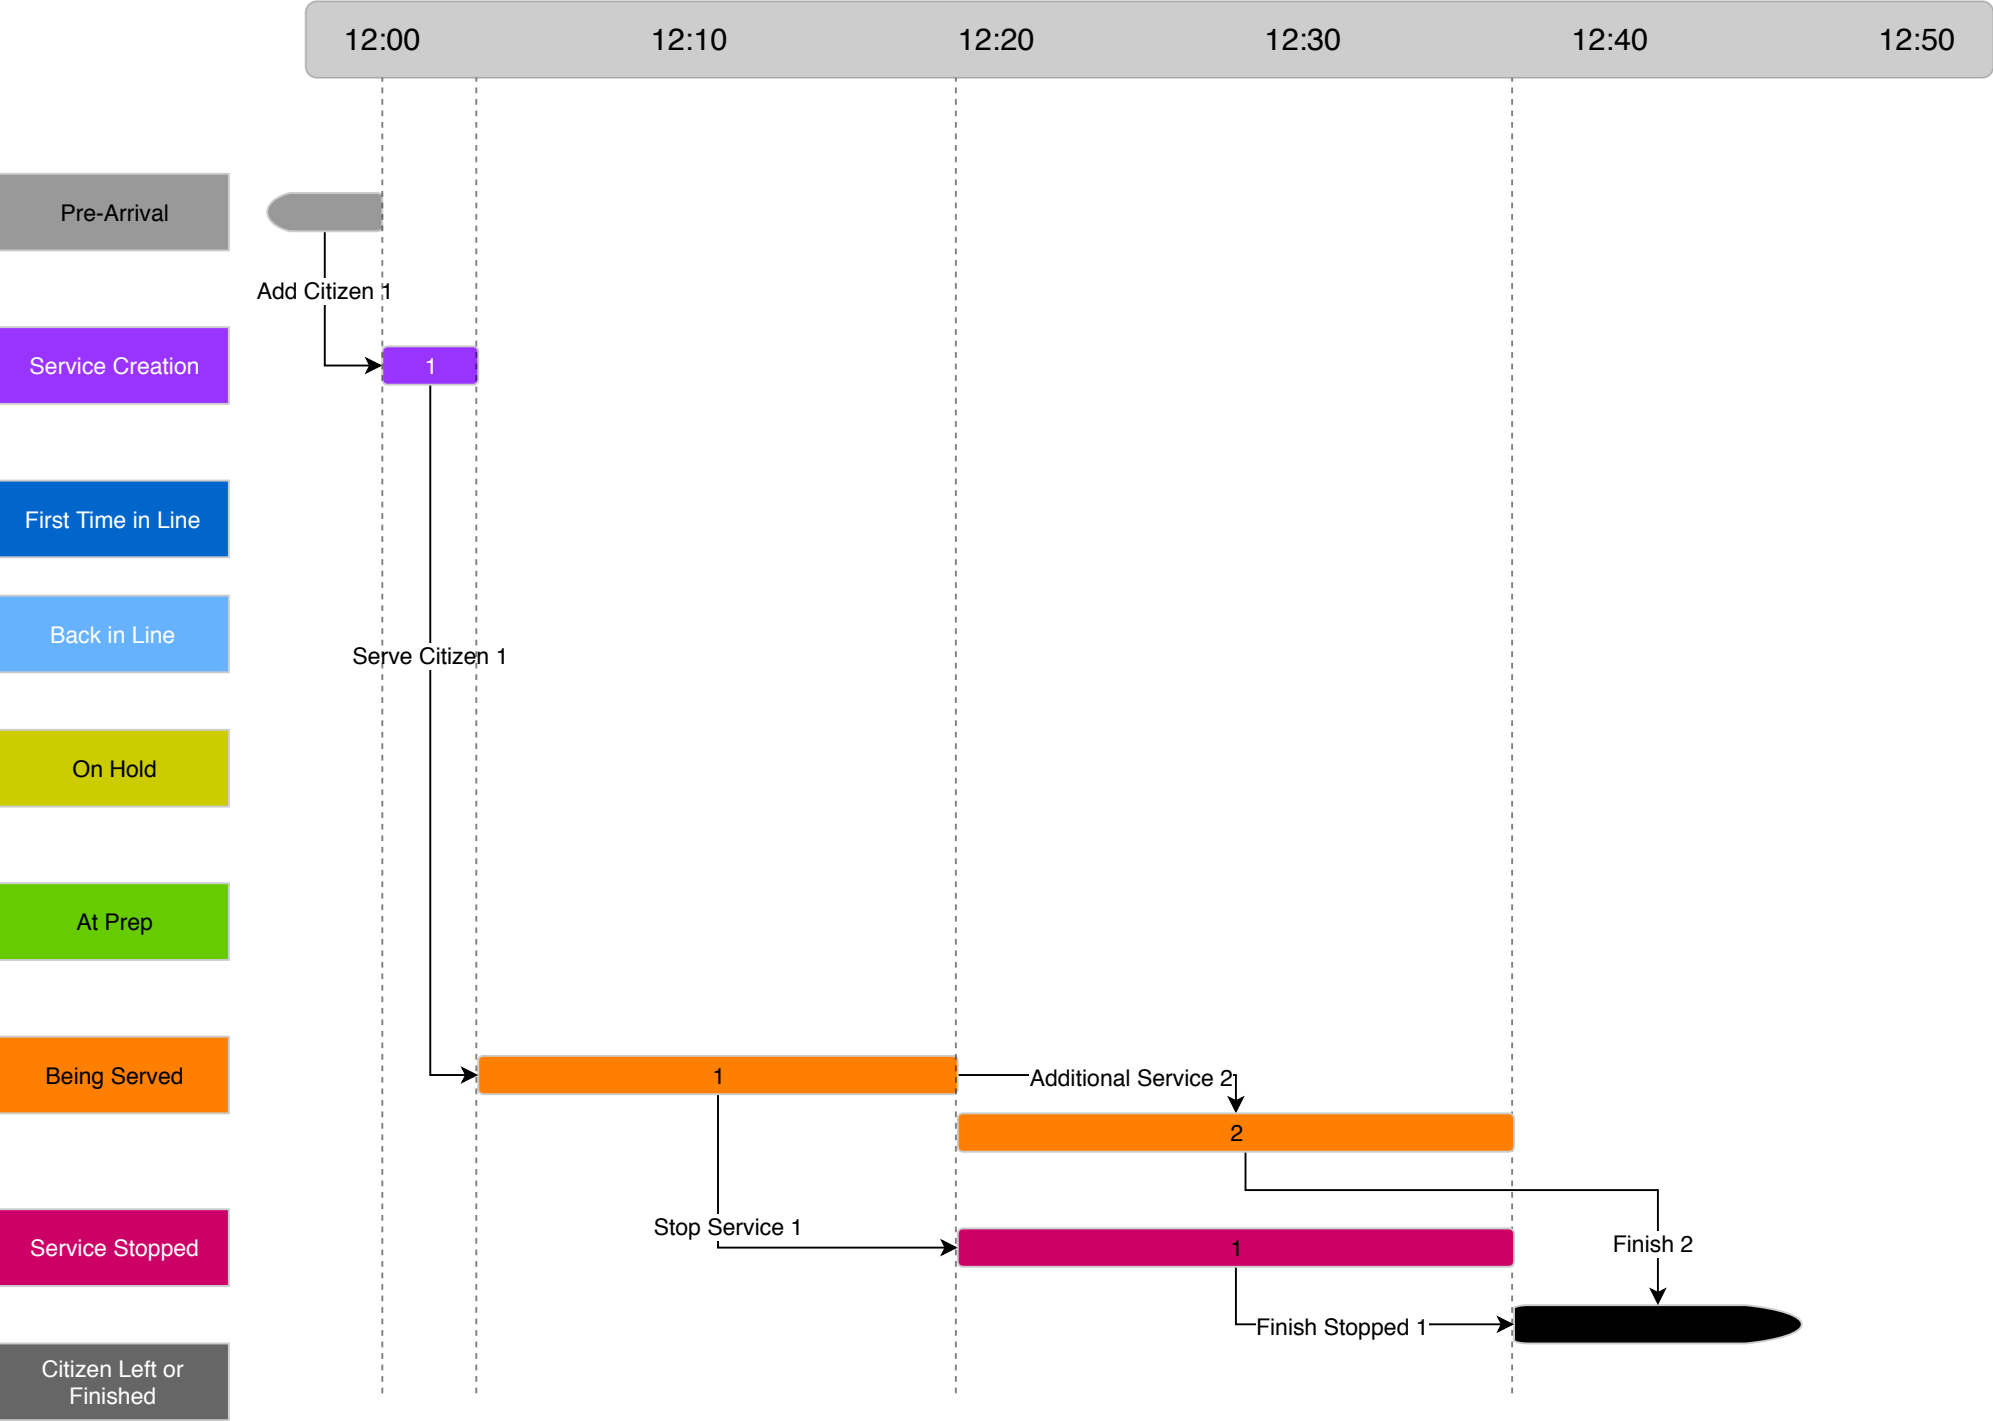 12:00 12:10 12:20 12:30 12:40 12:50
Pre-Arrival
Add Citizen 1
Service Creation
1
First Time in Line
Back in Line
Serve Citizen 1
On Hold
At Prep
Being Served
1
Additional Service 2
2
Stop Service 1
Service Stopped
1
Finish 2
Finish Stopped 1
Citizen Left or
Finished